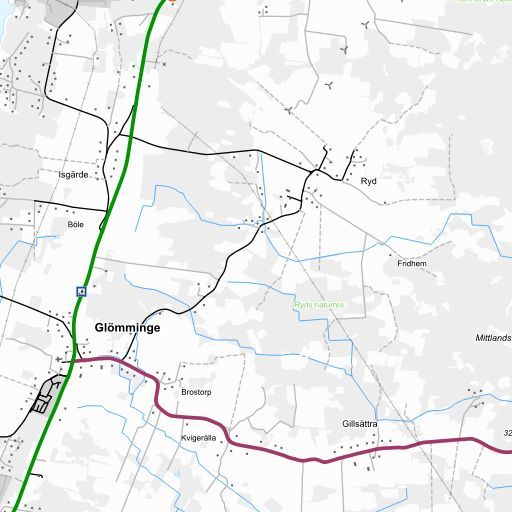 Isgärde
Ryd
Böle
Fridhem
Ryds naturres.
Glömminge
Mittlands
Brostorp
Gillsättra
Kvigerälla
32